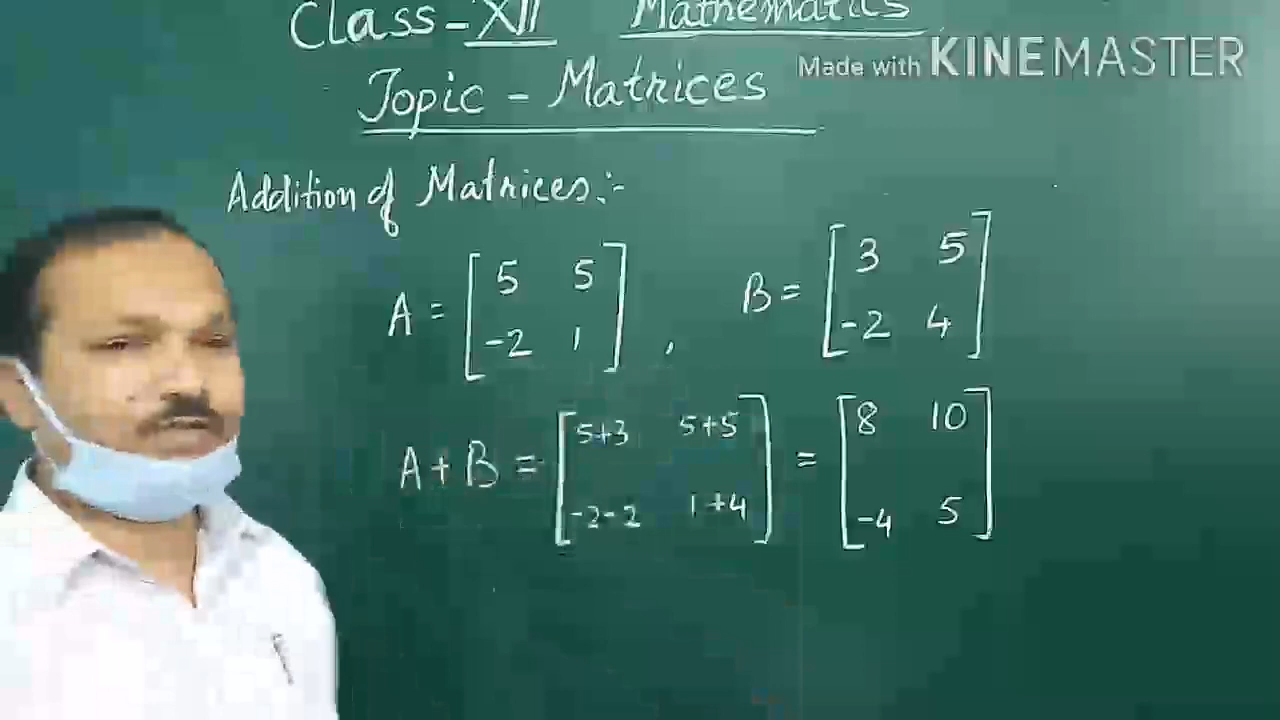 Class-XII Mathematics
Made with KINEMASTER
Topic - Matrices
Addition of Matrices:-
A = [5 5
-2 1] , B = [3 5
-2 4]
A+B = [5+3 5+5
-2-2 1+4] = [8 10
-4 5]